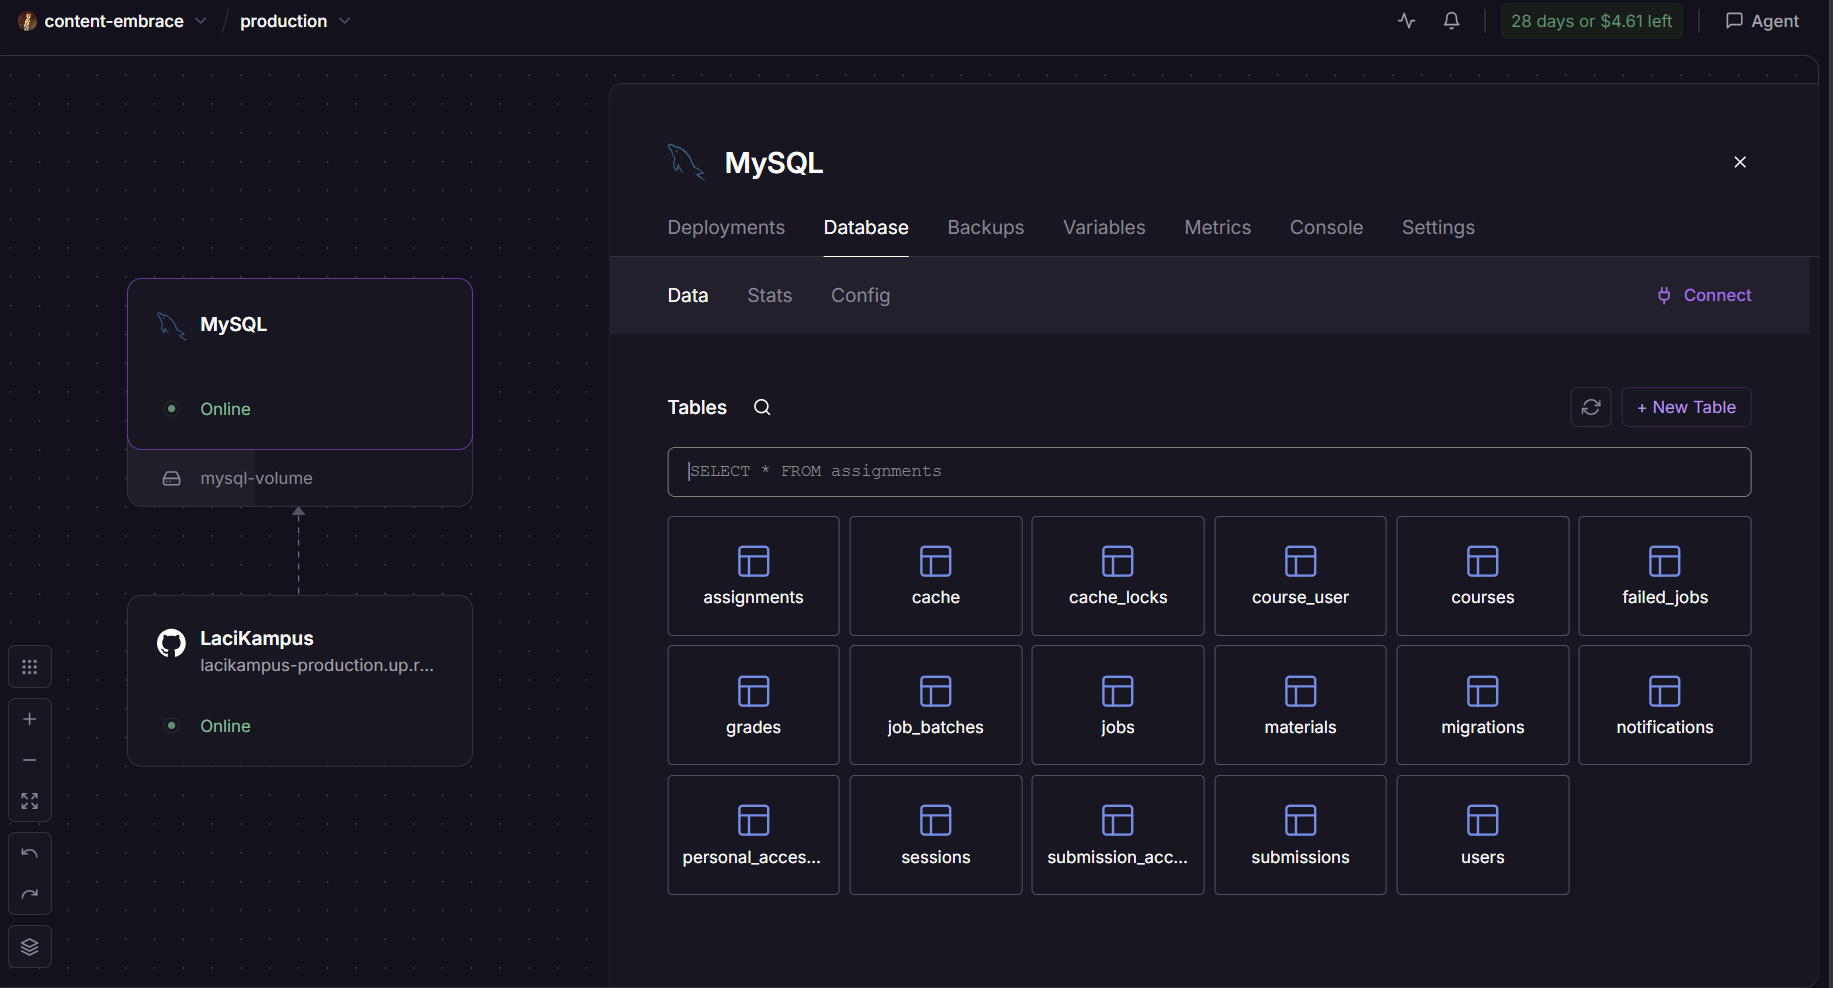 content-embrace / production
28 days or $4.61 left
Agent
MySQL
Online
mysql-volume
LaciKampus
lacikampus-production.up.r...
Online
MySQL
Deployments Database Backups Variables Metrics Console Settings
Data Stats Config
Connect
Tables
+ New Table
SELECT * FROM assignments
assignments cache cache_locks course_user courses failed_jobs
grades job_batches jobs materials migrations notifications
personal_acces... sessions submission_acc... submissions users